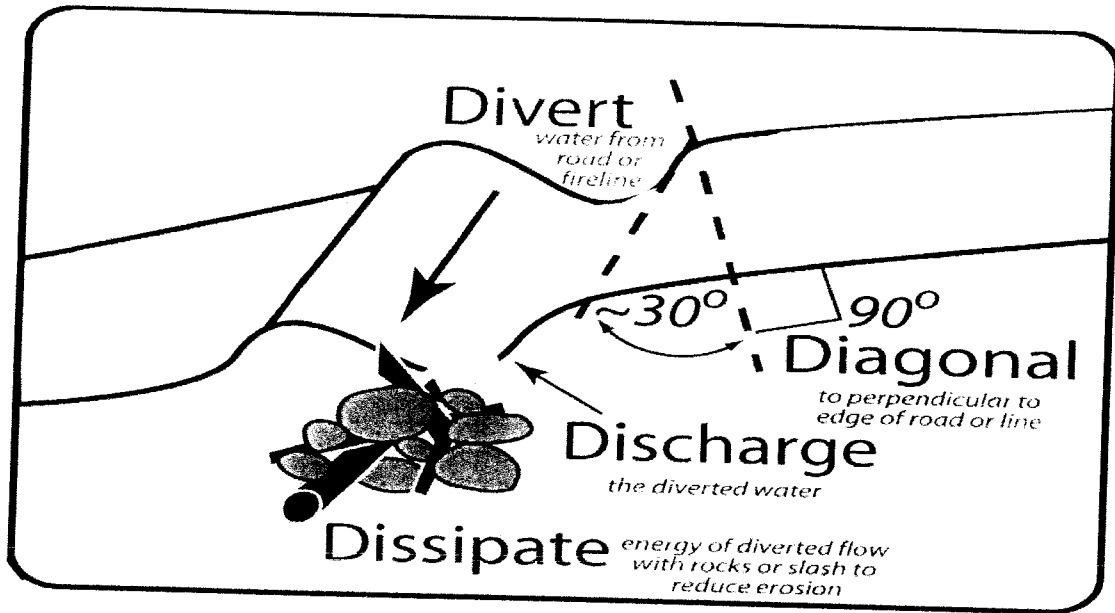 Divert
water from
road or
fireline
~30°
90°
Diagonal
to perpendicular to
edge of road or line
Discharge
the diverted water
Dissipate
energy of diverted flow
with rocks or slash to
reduce erosion